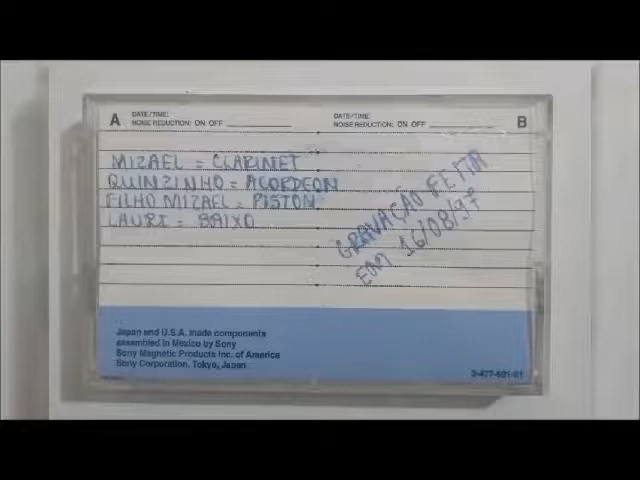 A DATE/TIME: NOISE REDUCTION: ON OFF
DATE/TIME: NOISE REDUCTION: ON OFF B
MIZAEL = CLARINET
QUINZINHO = ACORDEON
FILHO MIZAEL = PISTON
LAURI = BAIXO
GRAVAÇÃO FEITA
EM 16/08/97
Japan and U.S.A. made components
assembled in Mexico by Sony
Sony Magnetic Products Inc. of America
Sony Corporation, Tokyo, Japan
3-477-601-01